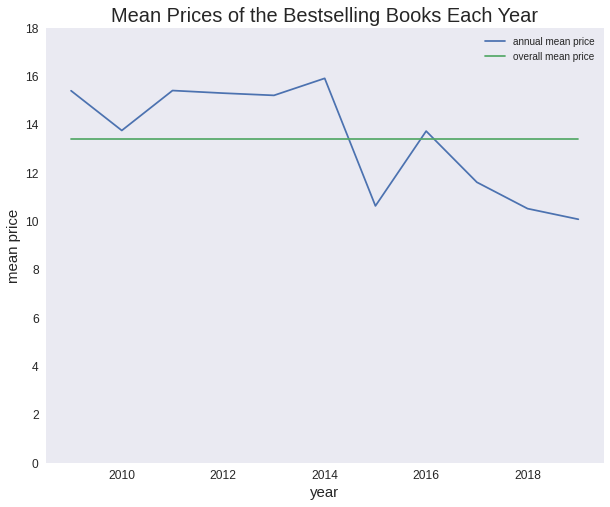 Mean Prices of the Bestselling Books Each Year
annual mean price
overall mean price
18
16
14
12
10
8
6
4
2
0
mean price
2010 2012 2014 2016 2018
year